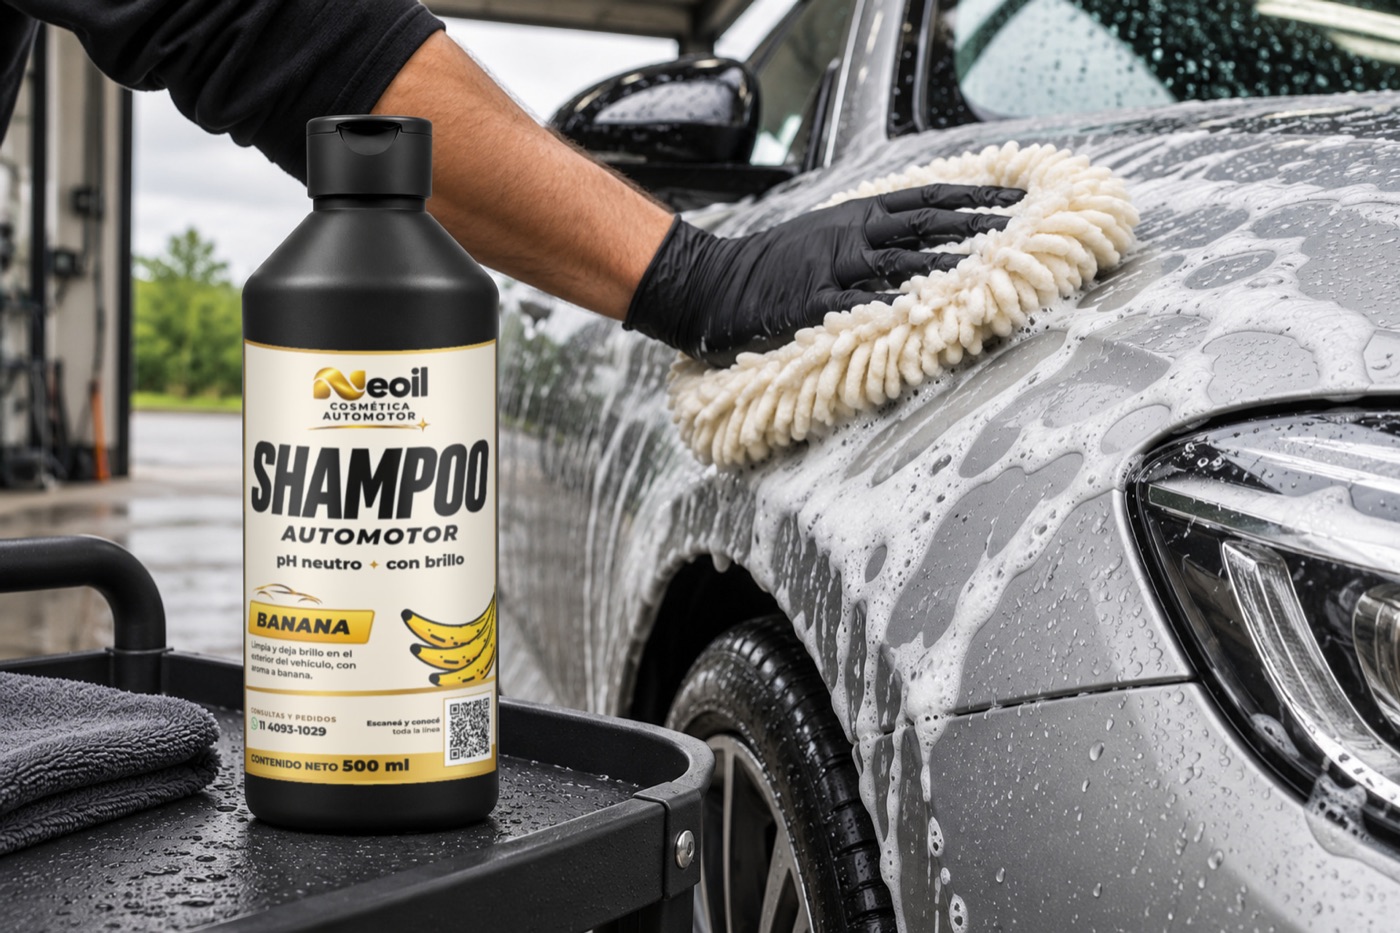 Neoil
COSMÉTICA
AUTOMOTOR
SHAMPOO
AUTOMOTOR
pH neutro con brillo
BANANA
Limpia y deja brillo en el
exterior del vehículo, con
aroma a banana.
CONSULTAS Y PEDIDOS
11 4093-1029
Escaneá y conocé
toda la línea
CONTENIDO NETO 500 ml